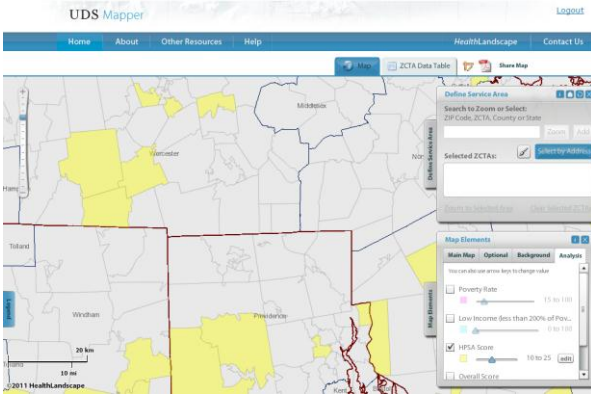 UDS Mapper
Logout
Home About Other Resources Help HealthLandscape Contact Us
Map ZCTA Data Table Share Map
Define Service Area
Search to Zoom or Select:
ZIP Code, ZCTA, County or State
Zoom Add
Selected ZCTAs:
Select by Address
Zoom to Selected Area Clear Selected ZCTAs
Define Service Area
Map Elements
Main Map Optional Background Analysis
You can also use arrow keys to change value
Poverty Rate
15 to 100
Low Income (less than 200% of Pov...
0 to 100
HPSA Score
10 to 25 edit
Overall Score
Map Elements
Middlesex
Worcester
Nor
Tolland
Windham
Providence
Kent
Legend
20 km
10 mi
©2011 HealthLandscape